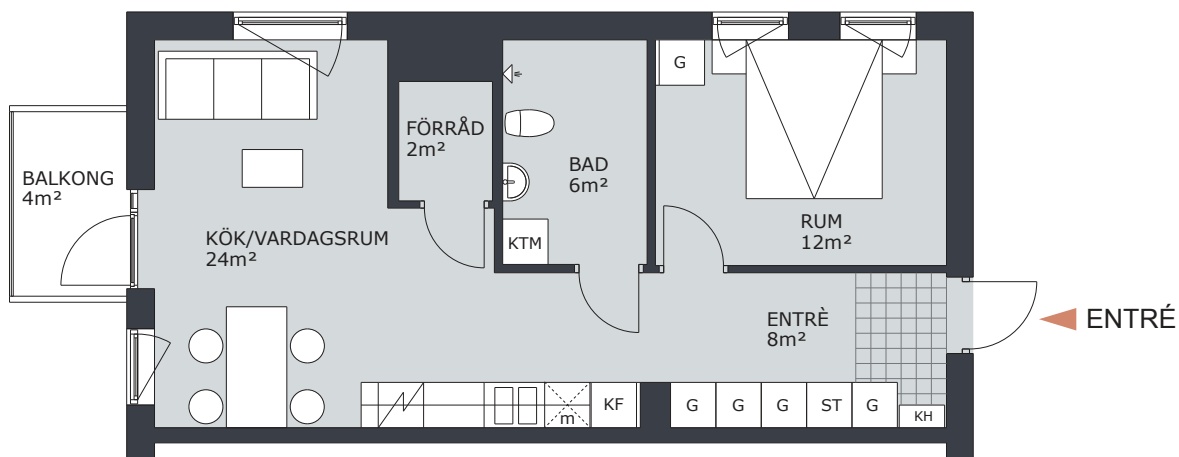 G
FÖRRÅD
2m²
BAD
6m²
BALKONG
4m²
KÖK/VARDAGSRUM
24m²
KTM
RUM
12m²
ENTRÈ
8m²
ENTRÉ
m
KF
G
G
G
ST
G
KH